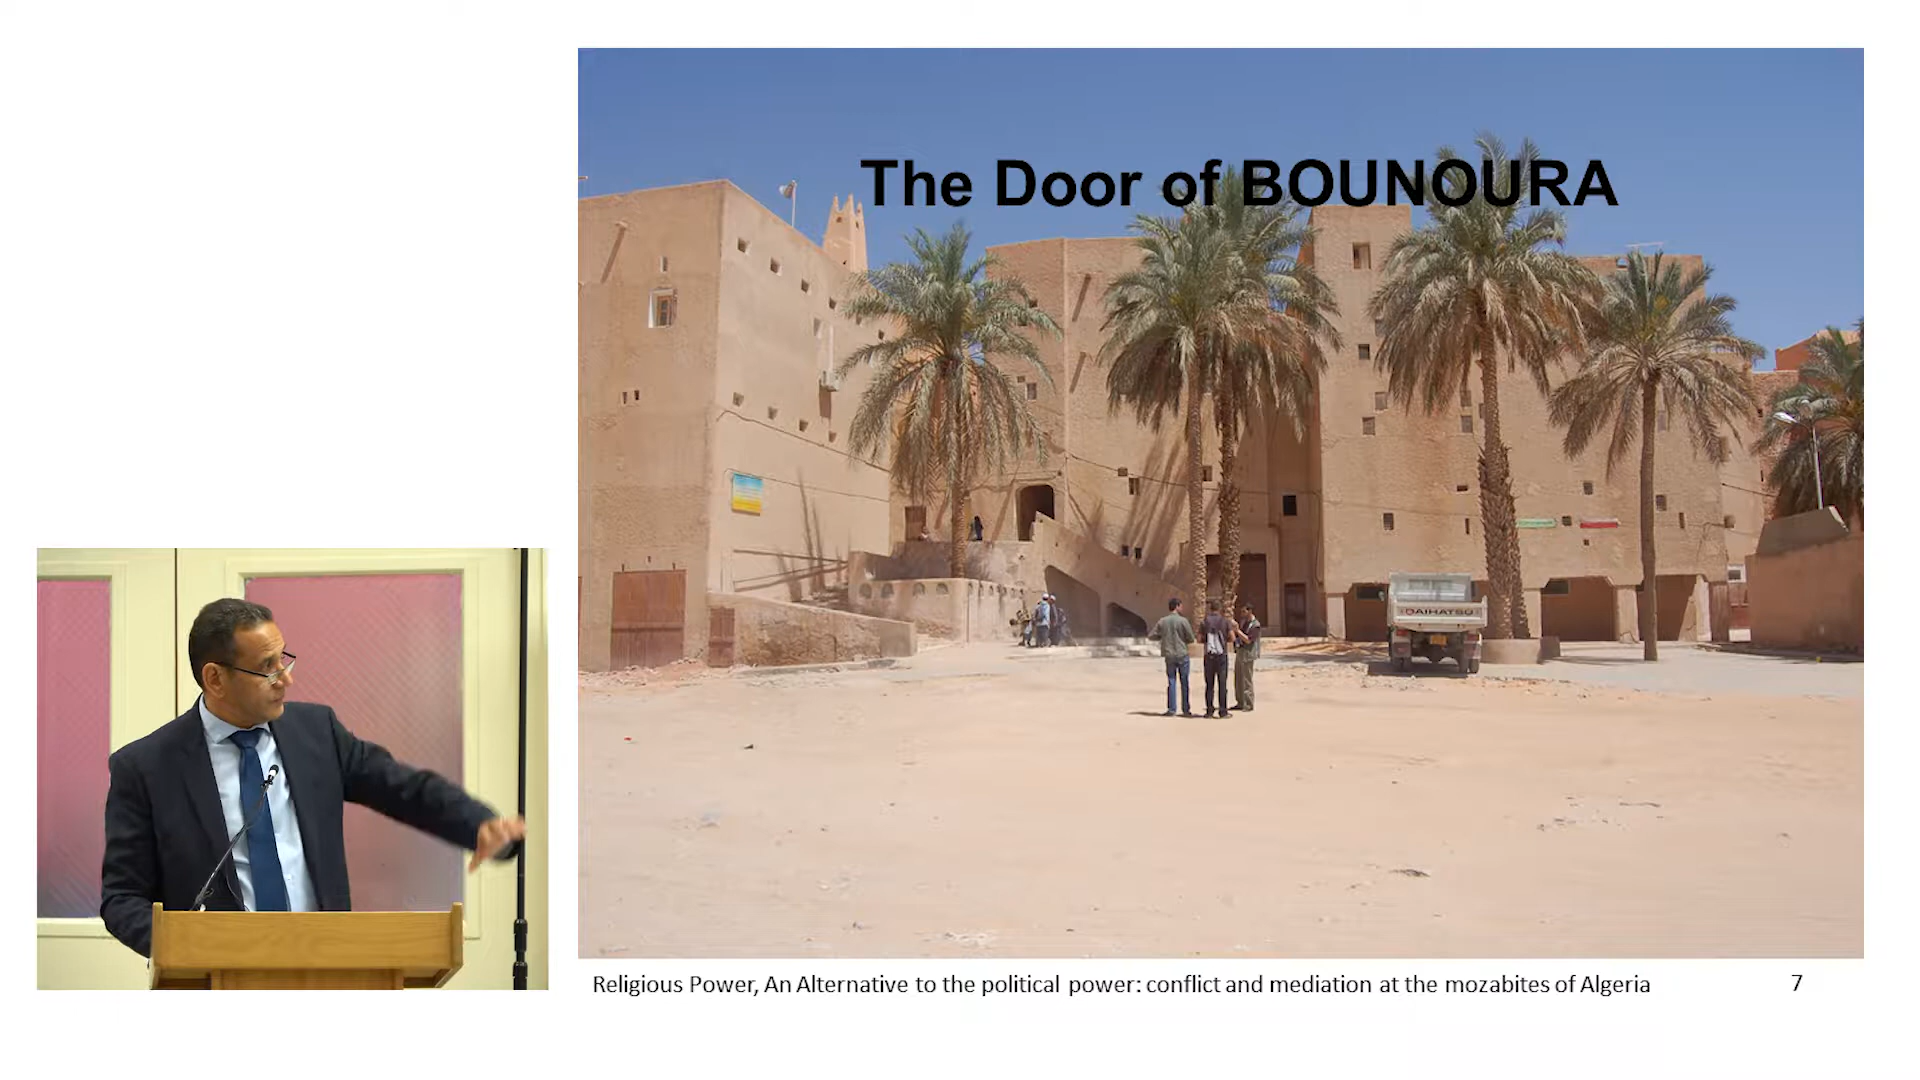 The Door of BOUNOURA
DAIHATSU
Religious Power, An Alternative to the political power: conflict and mediation at the mozabites of Algeria
7